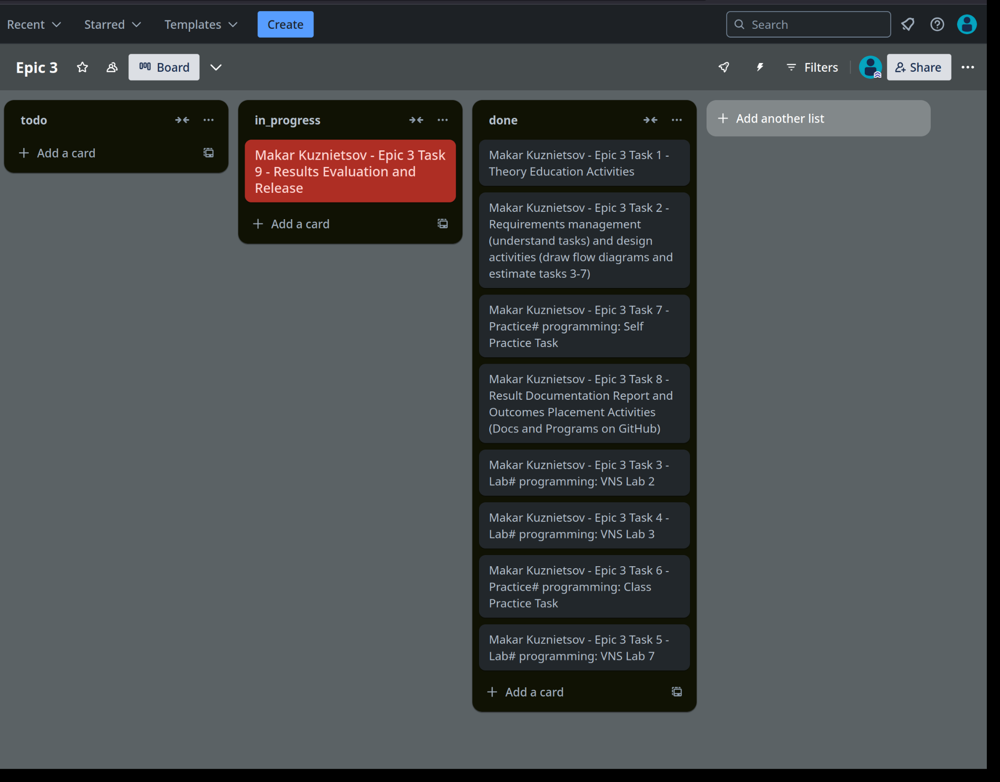 Recent
Starred
Templates
Create
Search
Epic 3
Board
Filters
Share
todo
Add a card
in_progress
Makar Kuznietsov - Epic 3 Task
9 - Results Evaluation and
Release
Add a card
done
Makar Kuznietsov - Epic 3 Task 1 -
Theory Education Activities
Makar Kuznietsov - Epic 3 Task 2 -
Requirements management
(understand tasks) and design
activities (draw flow diagrams and
estimate tasks 3-7)
Makar Kuznietsov - Epic 3 Task 7 -
Practice# programming: Self
Practice Task
Makar Kuznietsov - Epic 3 Task 8 -
Result Documentation Report and
Outcomes Placement Activities
(Docs and Programs on GitHub)
Makar Kuznietsov - Epic 3 Task 3 -
Lab# programming: VNS Lab 2
Makar Kuznietsov - Epic 3 Task 4 -
Lab# programming: VNS Lab 3
Makar Kuznietsov - Epic 3 Task 6 -
Practice# programming: Class
Practice Task
Makar Kuznietsov - Epic 3 Task 5 -
Lab# programming: VNS Lab 7
Add a card
Add another list